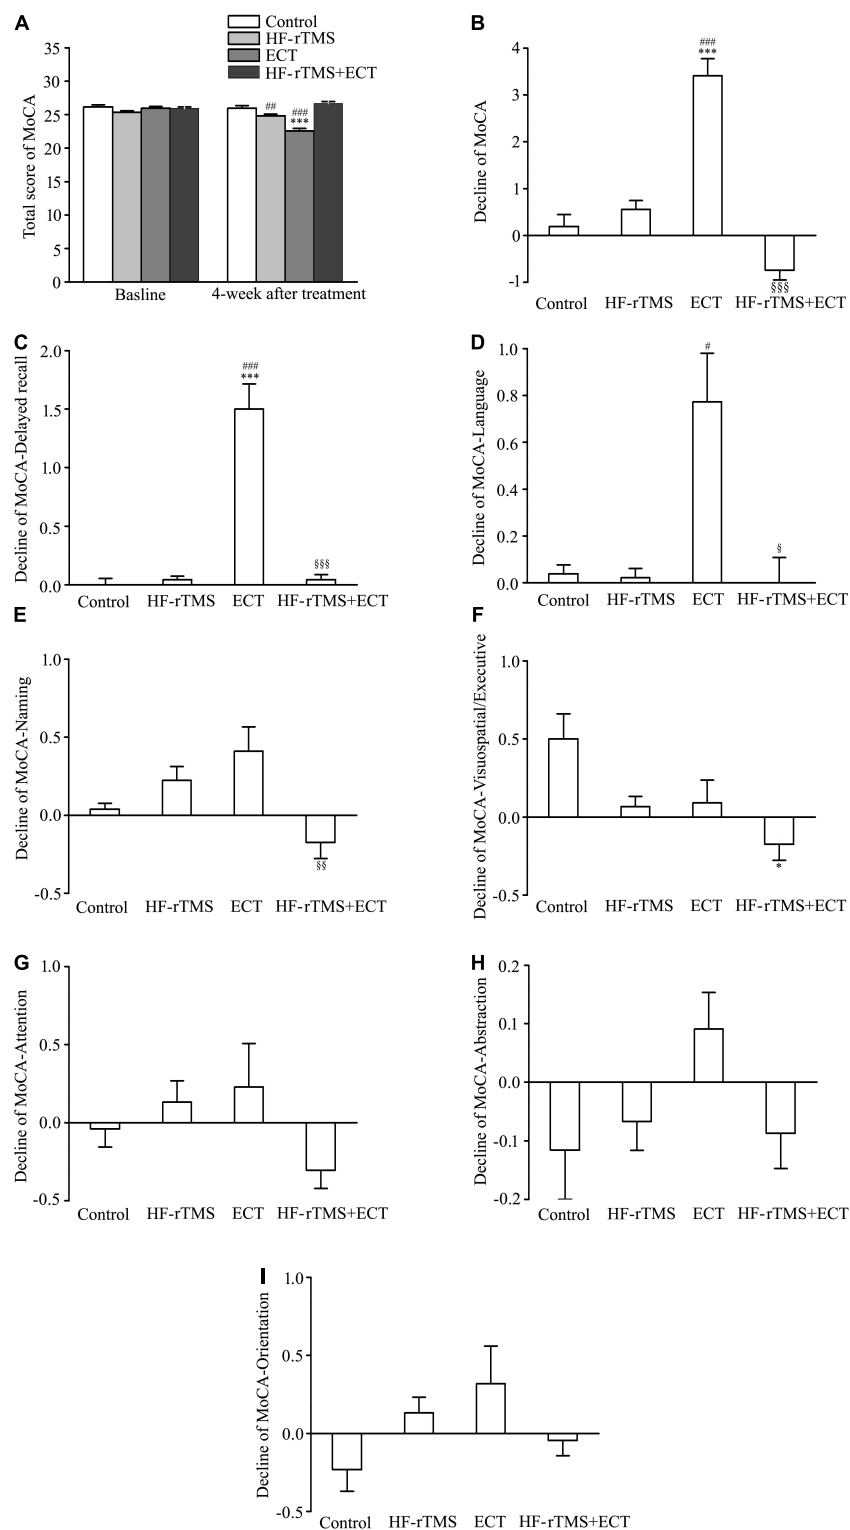 A
Control
HF-rTMS
ECT
HF-rTMS+ECT
Total score of MoCA
35
30
25
20
15
10
5
0
##
###
***
Basline
4-week after treatment
B
Decline of MoCA
4
3
2
1
0
-1
###
***
§§§
Control
HF-rTMS
ECT
HF-rTMS+ECT
C
Decline of MoCA-Delayed recall
2.0
1.5
1.0
0.5
0.0
###
***
§§§
Control
HF-rTMS
ECT
HF-rTMS+ECT
D
Decline of MoCA-Language
1.0
0.8
0.6
0.4
0.2
0.0
#
§
Control
HF-rTMS
ECT
HF-rTMS+ECT
E
Decline of MoCA-Naming
1.0
0.5
0.0
-0.5
§§
Control
HF-rTMS
ECT
HF-rTMS+ECT
F
Decline of MoCA-Visuospatial/Executive
1.0
0.5
0.0
-0.5
*
Control
HF-rTMS
ECT
HF-rTMS+ECT
G
Decline of MoCA-Attention
1.0
0.5
0.0
-0.5
Control
HF-rTMS
ECT
HF-rTMS+ECT
H
Decline of MoCA-Abstraction
0.2
0.1
0.0
-0.1
-0.2
Control
HF-rTMS
ECT
HF-rTMS+ECT
I
Decline of MoCA-Orientation
1.0
0.5
0.0
-0.5
Control
HF-rTMS
ECT
HF-rTMS+ECT